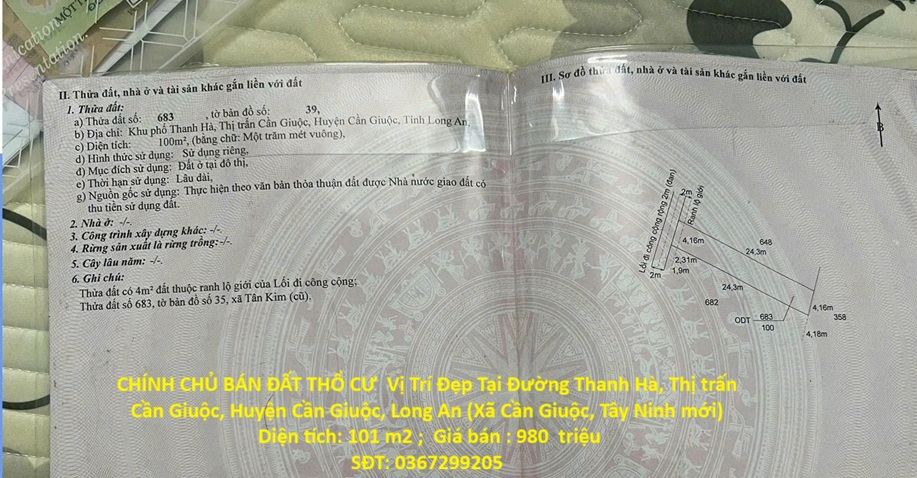 MỘT T
cation.
ntation.
II. Thửa đất, nhà ở và tài sản khác gắn liền với đất
1. Thửa đất:
a) Thửa đất số: 683 , tờ bản đồ số: 39,
b) Địa chỉ: Khu phố Thanh Hà, Thị trấn Cần Giuộc, Huyện Cần Giuộc, Tỉnh Long An,
c) Diện tích: 100m², (bằng chữ: Một trăm mét vuông),
d) Hình thức sử dụng: Sử dụng riêng,
đ) Mục đích sử dụng: Đất ở tại đô thị,
e) Thời hạn sử dụng: Lâu dài,
g) Nguồn gốc sử dụng: Thực hiện theo văn bản thỏa thuận đất được Nhà nước giao đất có
thu tiền sử dụng đất.
2. Nhà ở: -/-.
3. Công trình xây dựng khác: -/-.
4. Rừng sản xuất là rừng trồng: -/-.
5. Cây lâu năm: -/-.
6. Ghi chú:
Thửa đất có 4m² đất thuộc ranh lộ giới của Lối đi công cộng;
Thửa đất số 683, tờ bản đồ số 35, xã Tân Kim (cũ).
III. Sơ đồ thửa đất, nhà ở và tài sản khác gắn liền với đất
B
Lối đi công cộng rộng 2m (đan)
2m
Ranh lộ giới
4,16m
648
24,3m
2,31m
2m
1,9m
24,3m
682
4,16m
ODT 683
100
358
4,18m
CHÍNH CHỦ BÁN ĐẤT THỔ CƯ Vị Trí Đẹp Tại Đường Thanh Hà, Thị trấn
Cần Giuộc, Huyện Cần Giuộc, Long An (Xã Cần Giuộc, Tây Ninh mới)
Diện tích: 101 m2 ; Giá bán : 980 triệu
SĐT: 0367299205